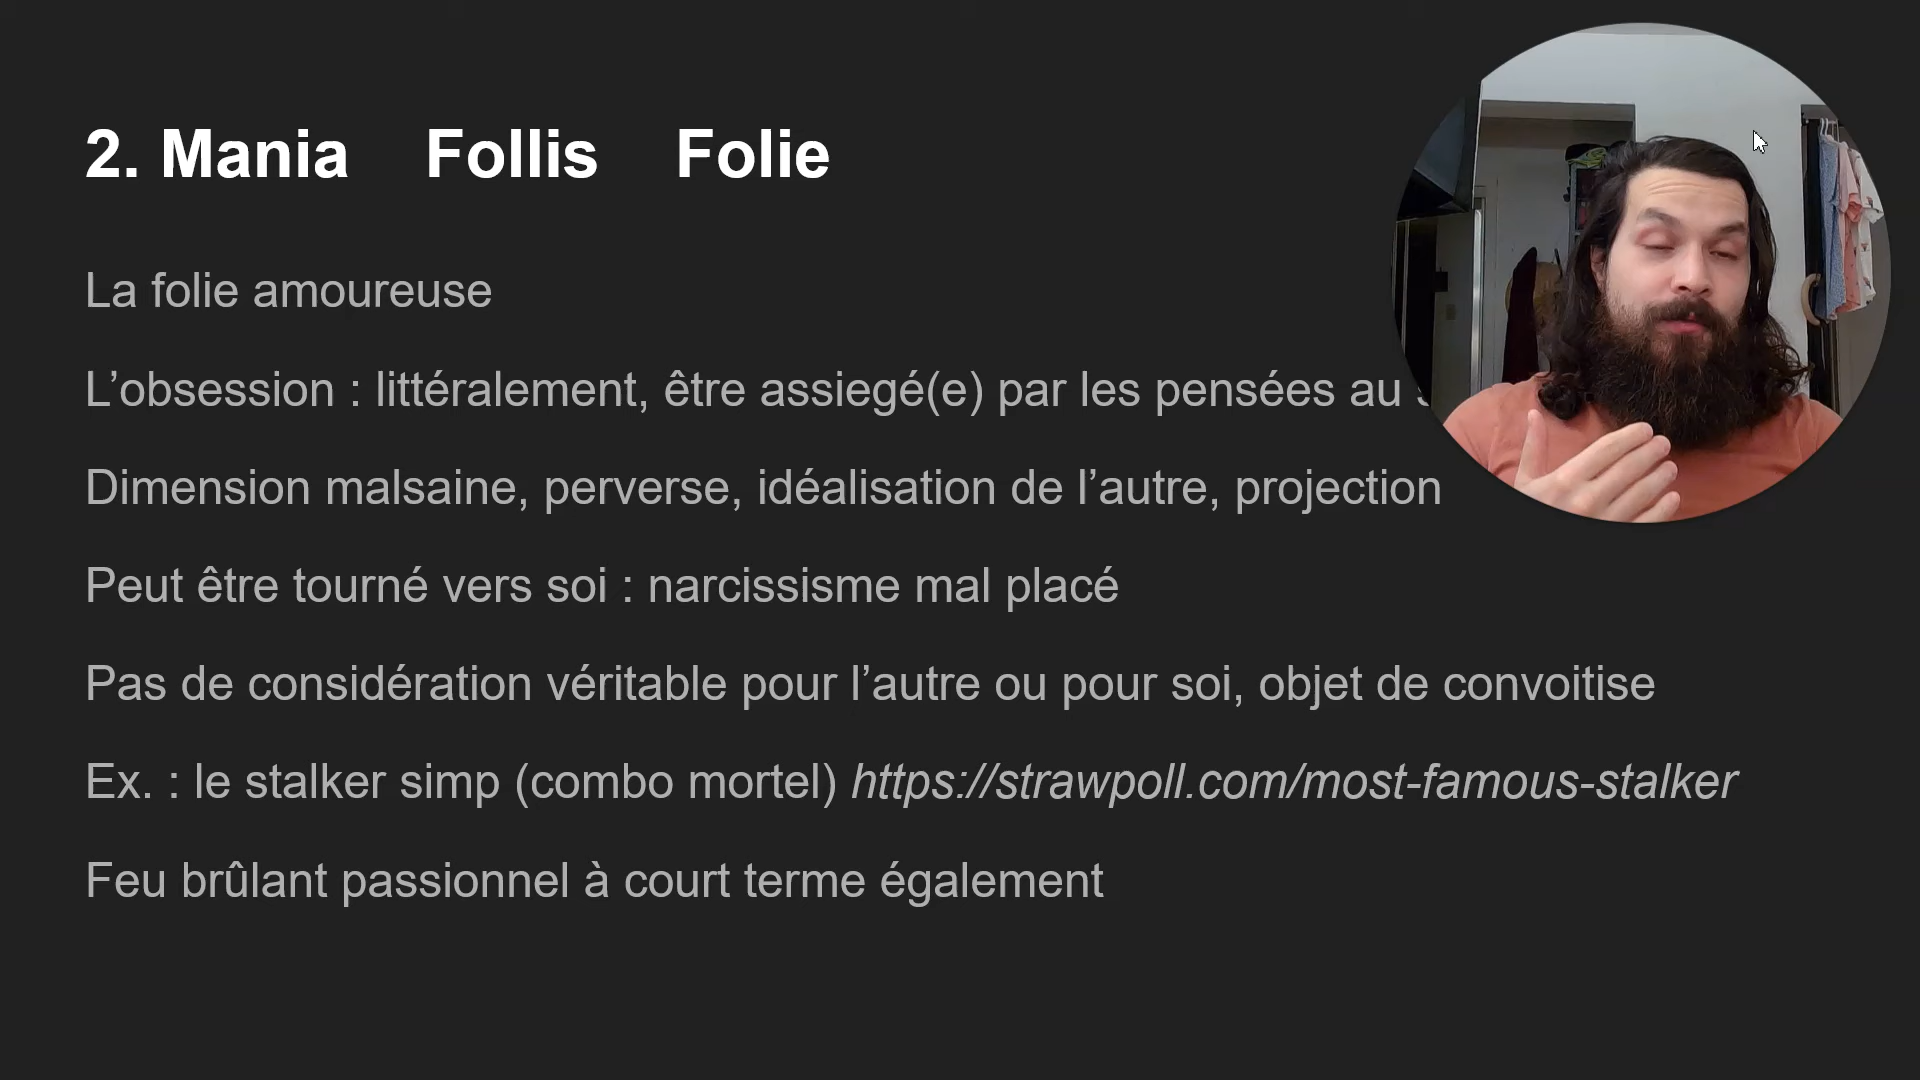 2. Mania Follis Folie
La folie amoureuse
L’obsession : littéralement, être assiegé(e) par les pensées au
Dimension malsaine, perverse, idéalisation de l’autre, projection
Peut être tourné vers soi : narcissisme mal placé
Pas de considération véritable pour l’autre ou pour soi, objet de convoitise
Ex. : le stalker simp (combo mortel) https://strawpoll.com/most-famous-stalker
Feu brûlant passionnel à court terme également